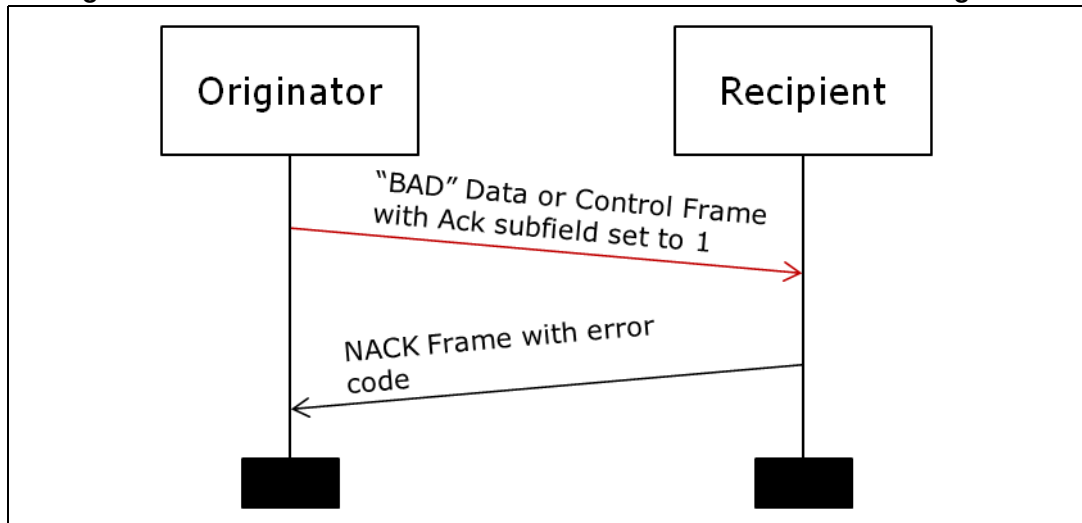 Originator
Recipient
“BAD” Data or Control Frame
with Ack subfield set to 1
NACK Frame with error
code